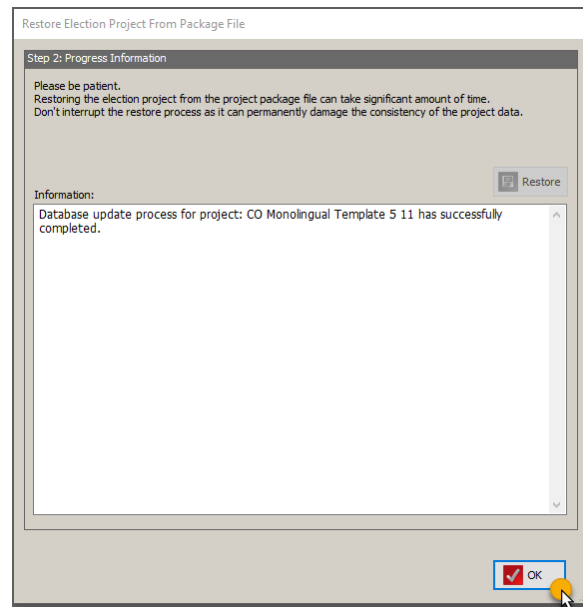 Restore Election Project From Package File
Step 2: Progress Information
Please be patient.
Restoring the election project from the project package file can take significant amount of time.
Don't interrupt the restore process as it can permanently damage the consistency of the project data.
Restore
Information:
Database update process for project: CO Monolingual Template 5 11 has successfully
completed.
OK